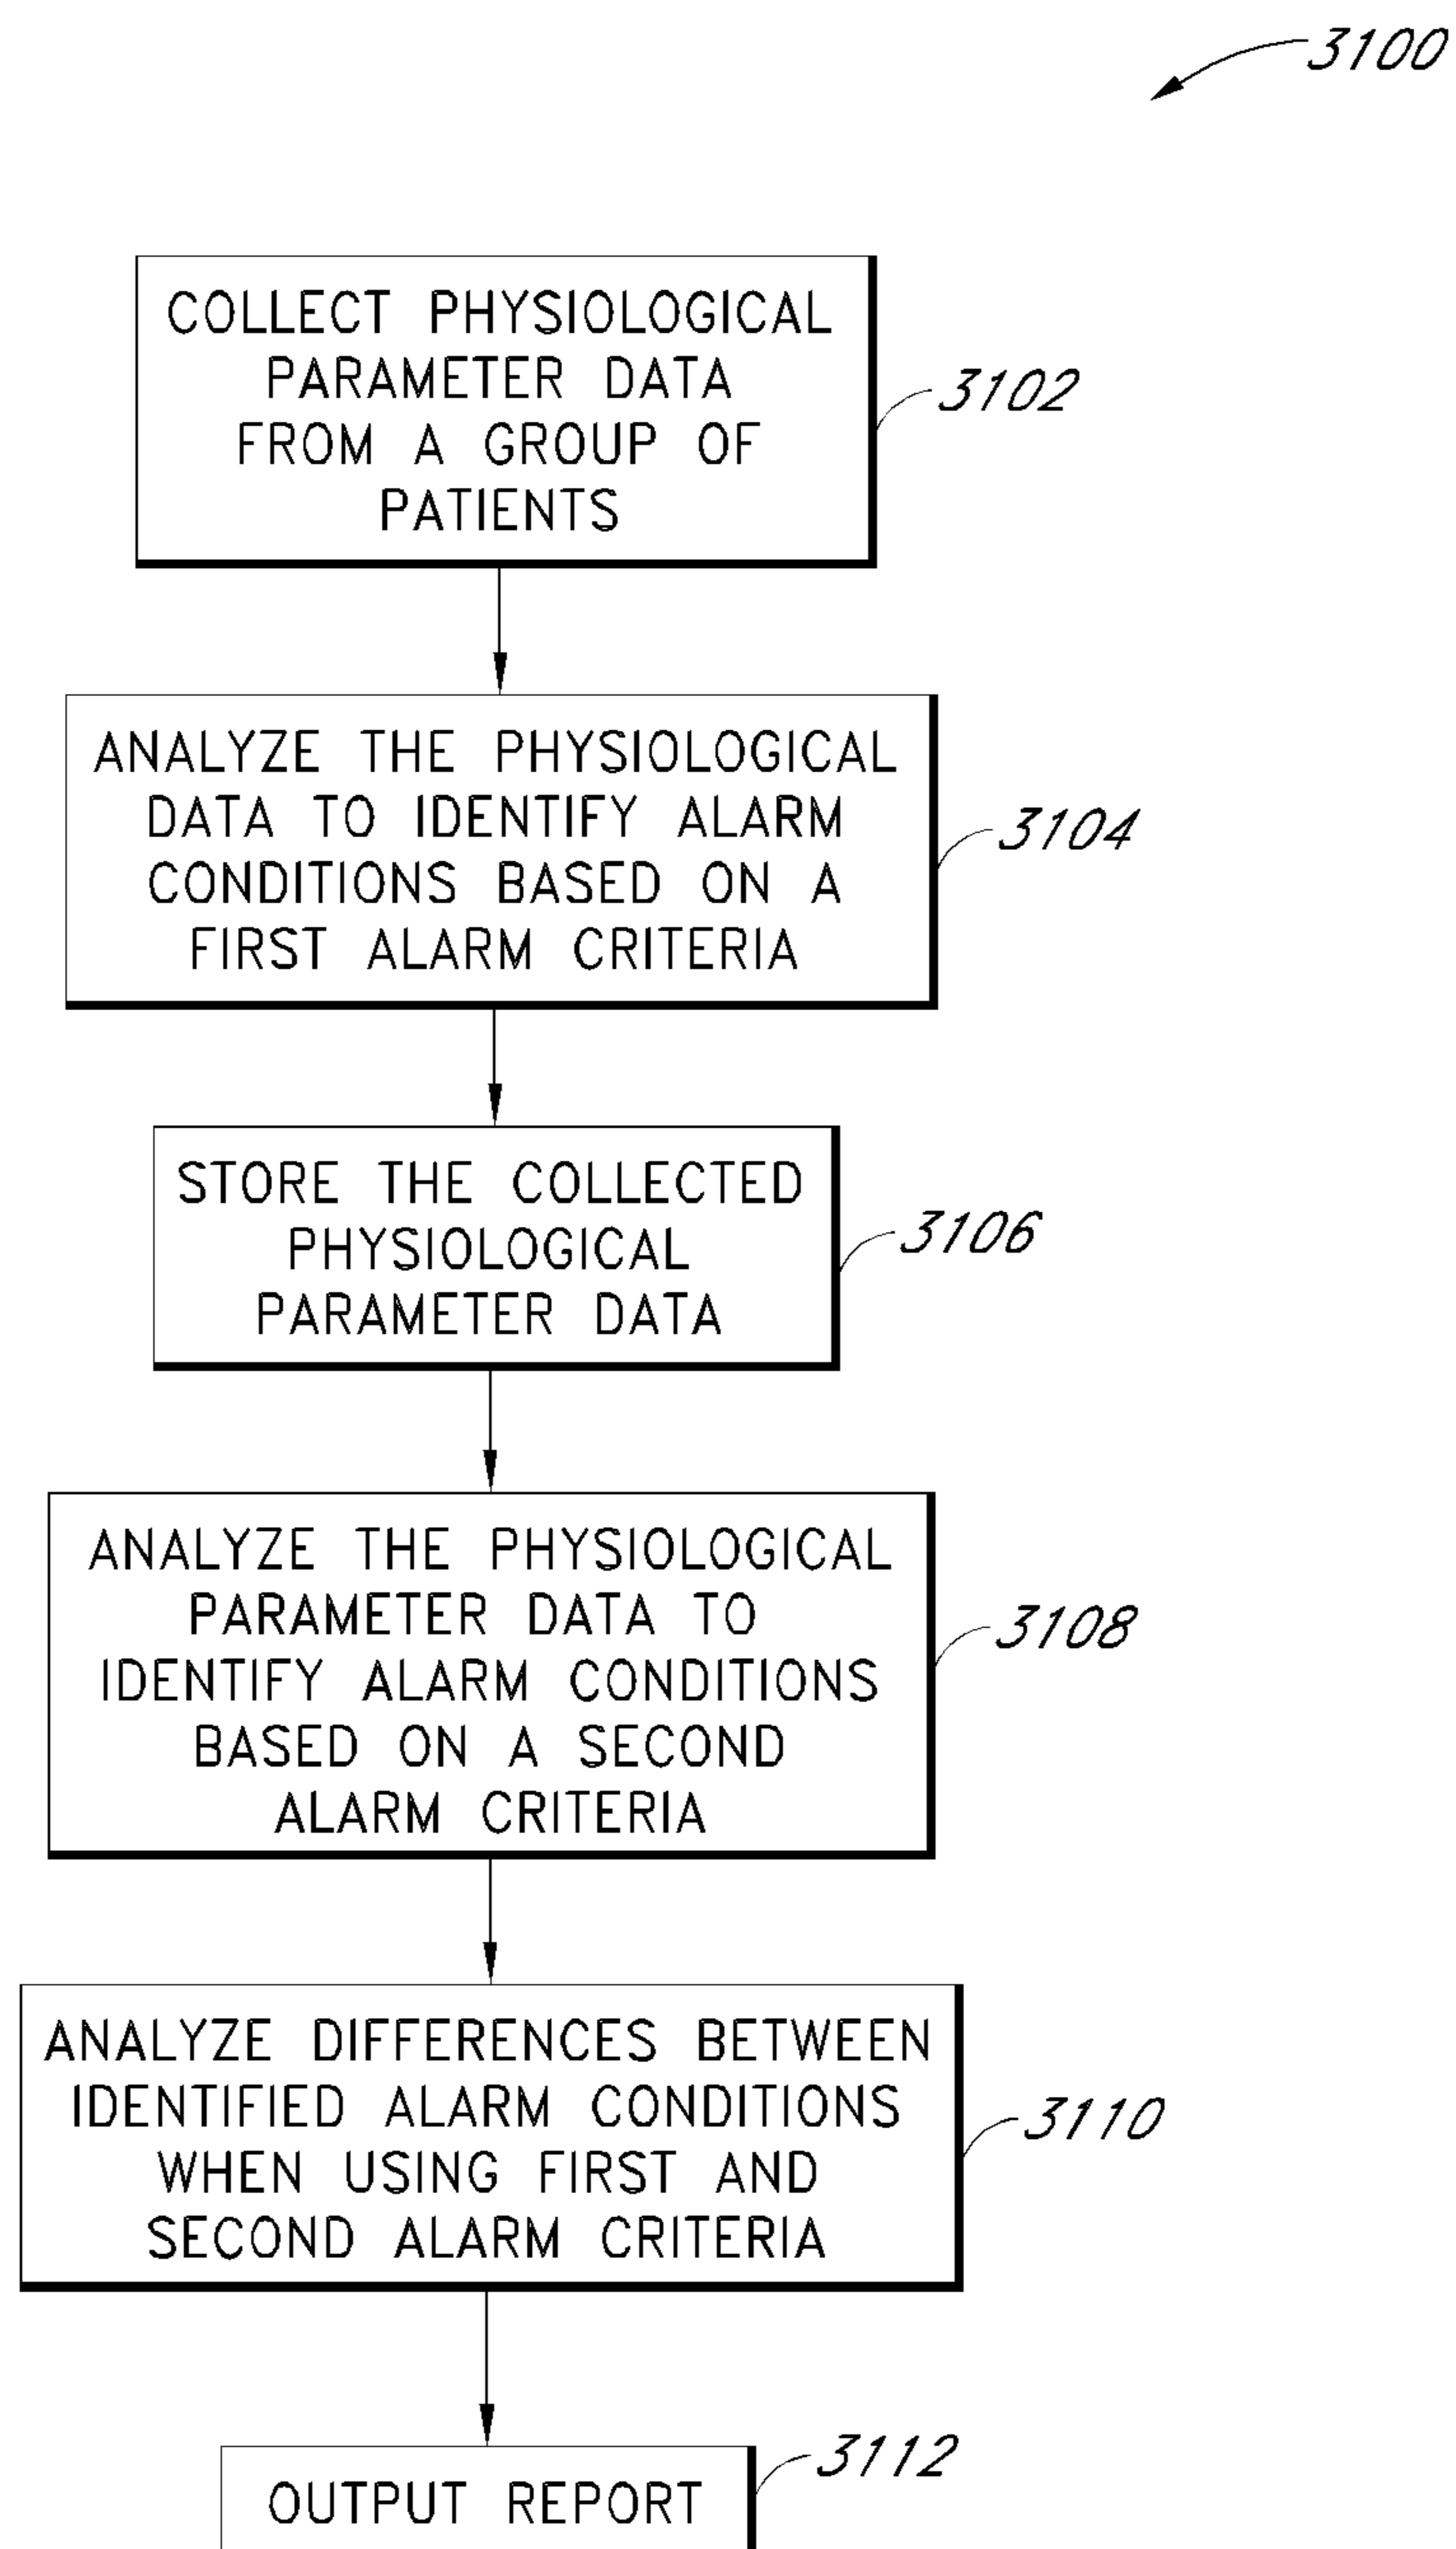 3100
COLLECT PHYSIOLOGICAL
PARAMETER DATA
FROM A GROUP OF
PATIENTS
3102
ANALYZE THE PHYSIOLOGICAL
DATA TO IDENTIFY ALARM
CONDITIONS BASED ON A
FIRST ALARM CRITERIA
3104
STORE THE COLLECTED
PHYSIOLOGICAL
PARAMETER DATA
3106
ANALYZE THE PHYSIOLOGICAL
PARAMETER DATA TO
IDENTIFY ALARM CONDITIONS
BASED ON A SECOND
ALARM CRITERIA
3108
ANALYZE DIFFERENCES BETWEEN
IDENTIFIED ALARM CONDITIONS
WHEN USING FIRST AND
SECOND ALARM CRITERIA
3110
OUTPUT REPORT
3112